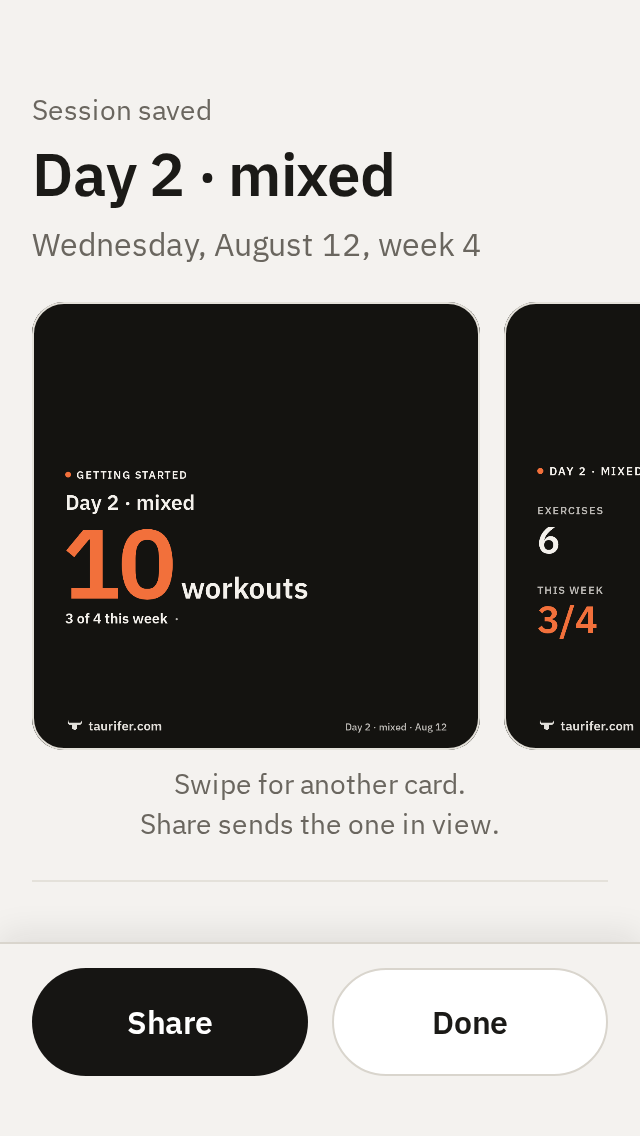 Session saved
Day 2 · mixed
Wednesday, August 12, week 4
GETTING STARTED
Day 2 · mixed
10 workouts
3 of 4 this week ·
taurifer.com
Day 2 · mixed · Aug 12
DAY 2 · MIXED
EXERCISES
6
THIS WEEK
3/4
taurifer.com
Swipe for another card.
Share sends the one in view.
Share
Done